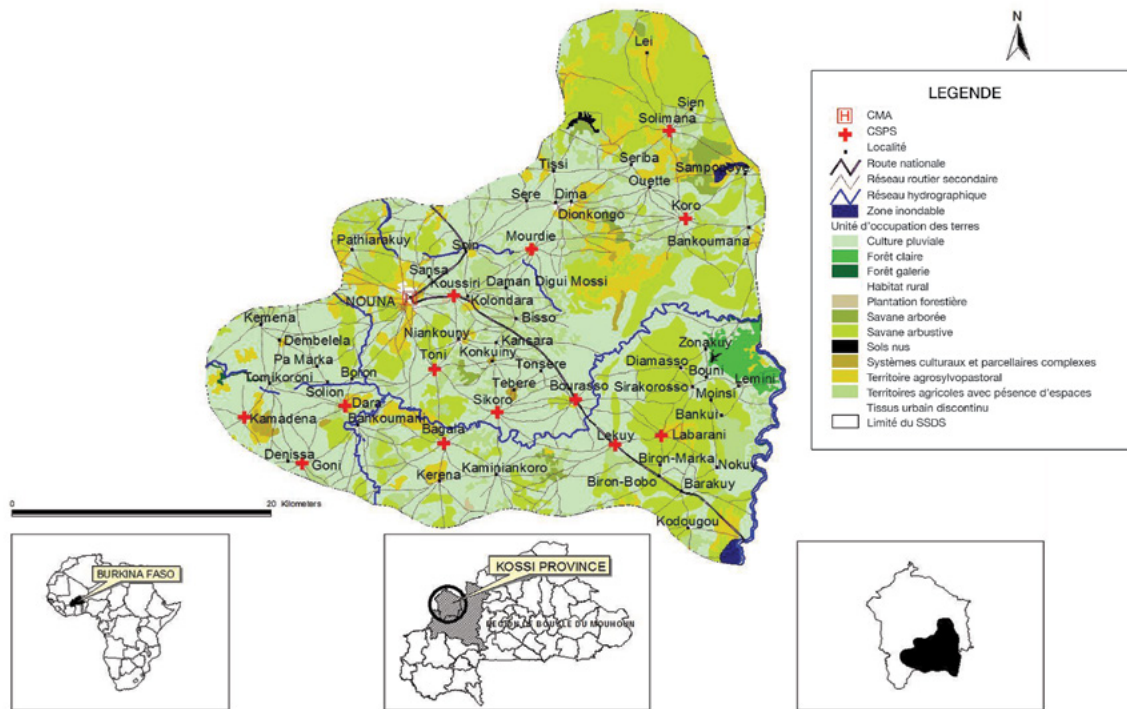 N
Lei
Sien
Solimana
Tissi
Seriba
Sampopaye
Ouette
Sere
Dima
Dionkongo
Koro
Bankoumana
Mourdie
Pathiarakuy
Soin
Sansa
Koussiri
Daman
Digui Mossi
NOUNA
Kolondara
Bisso
Kemena
Dembelela
Niankouny
Kansara
Konkuiny
Pa Marka
Toni
Tonsere
Tomikoroni
Boron
Solion
Dara
Tebere
Sikoro
Bourasso
Kamadena
Bankoumani
Bagala
Denissa
Goni
Kerena
Kaminiankoro
Zonakuy
Diamasso
Bouni
Lemini
Sirakorosso
Moinsi
Bankui
Lekuy
Labarani
Biron-Marka
Nokuy
Biron-Bobo
Barakuy
Kodougou
LEGENDE
H CMA
CSPS
Localité
Route nationale
Réseau routier secondaire
Réseau hydrographique
Zone inondable
Unité d'occupation des terres
Culture pluviale
Forêt claire
Forêt galerie
Habitat rural
Plantation forestière
Savane arborée
Savane arbustive
Sols nus
Systèmes culturaux et parcellaires complexes
Territoire agrosylvopastoral
Territoires agricoles avec pésence d'espaces
Tissus urbain discontinu
Limité du SSDS
0 20 Kilometers
BURKINA FASO
KOSSI PROVINCE
REGION DE BOUCLE DU MOUHOUN